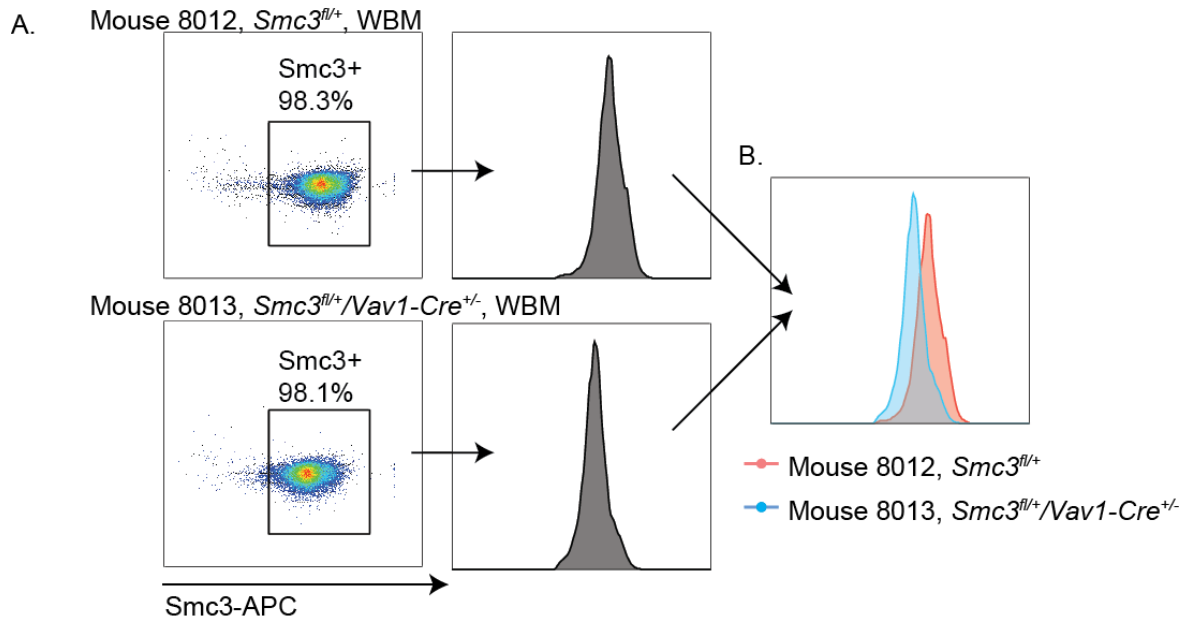 A.
Mouse 8012, Smc3fl/+, WBM
Smc3+
98.3%
Mouse 8013, Smc3fl/+/Vav1-Cre+/-, WBM
Smc3+
98.1%
Smc3-APC
B.
Mouse 8012, Smc3fl/+
Mouse 8013, Smc3fl/+/Vav1-Cre+/-